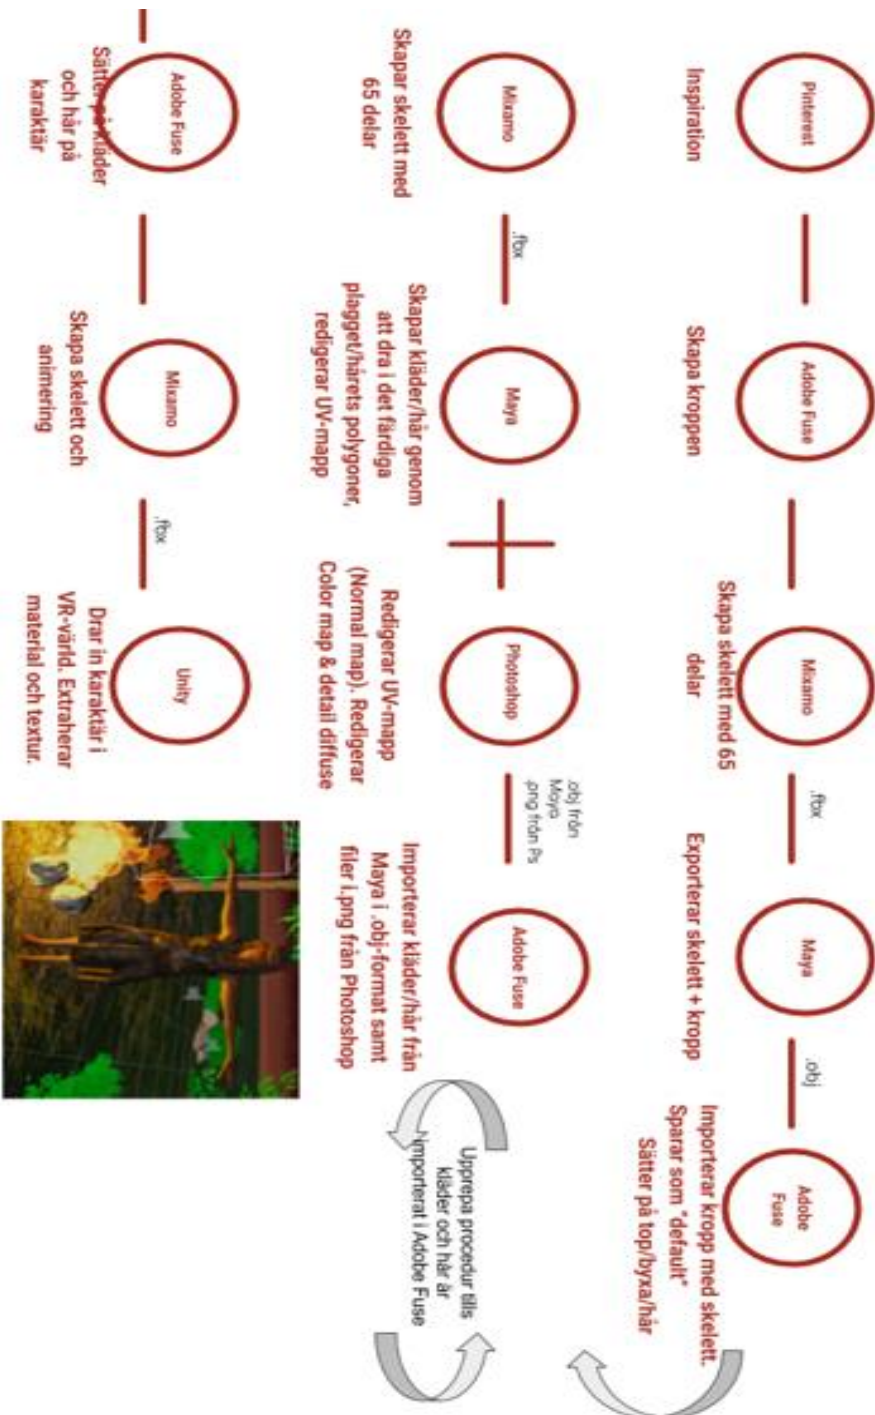 Pinterest
Inspiration
Adobe Fuse
Skapa kroppen
Mixamo
Skapa skelett med 65
delar
.fbx
Maya
Exporterar skelett + kropp
.obj
Adobe
Fuse
Importerar kropp med skelett.
Sparar som "default"
Sätter på top/byxa/hår
Mixamo
Skapar skelett med
65 delar
.fbx
Maya
Skapar kläder/hår genom
att dra i det färdiga
plagget/hårets polygoner,
redigerar UV-mapp
Photoshop
Redigerar UV-mapp
(Normal map). Redigerar
Color map & detail diffuse
.obj från
Maya
.png från Ps
Adobe Fuse
Importerar kläder/hår från
Maya i .obj-format samt
filer i.png från Photoshop
Upprepa procedur tills
kläder och hår är
importerat i Adobe Fuse
Adobe Fuse
Sätter på kläder
och hår på
karaktär
Mixamo
Skapa skelett och
animering
.fbx
Unity
Drar in karaktär i
VR-värld. Extraherar
material och textur.